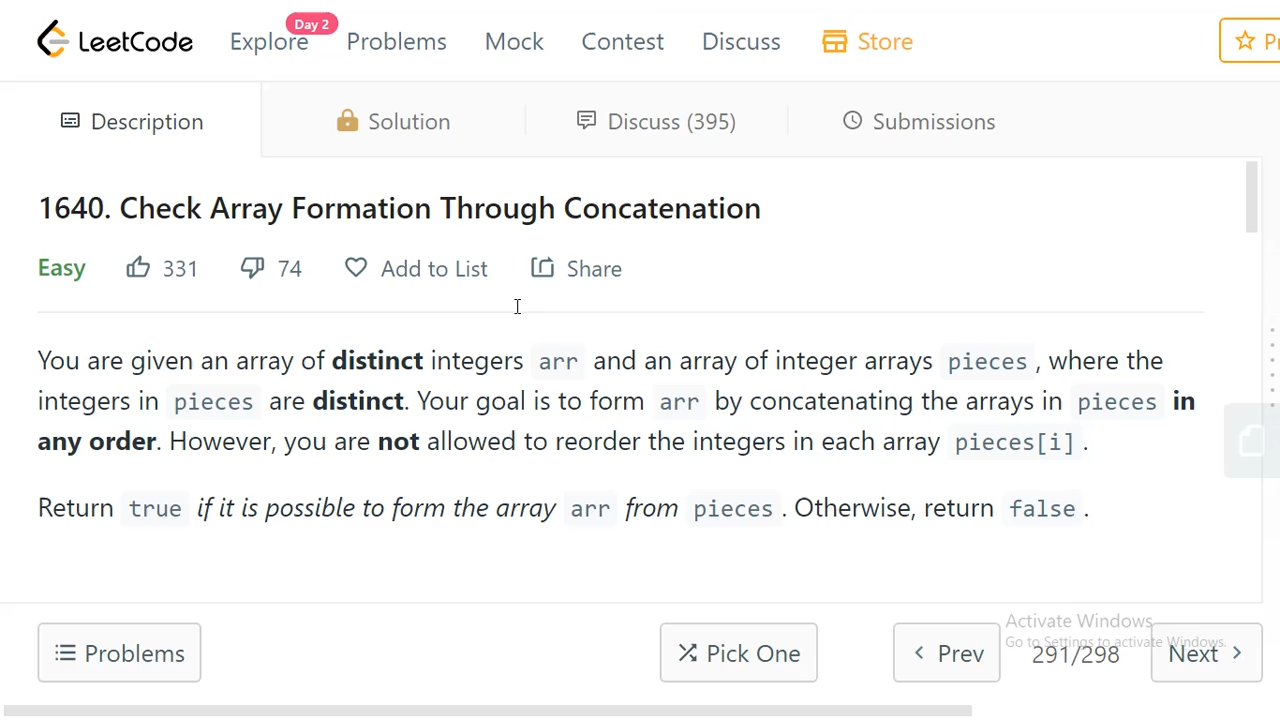 LeetCode Explore Day 2 Problems Mock Contest Discuss Store
Description Solution Discuss (395) Submissions
1640. Check Array Formation Through Concatenation
Easy 331 74 Add to List Share
You are given an array of distinct integers arr and an array of integer arrays pieces, where the
integers in pieces are distinct. Your goal is to form arr by concatenating the arrays in pieces in
any order. However, you are not allowed to reorder the integers in each array pieces[i].
Return true if it is possible to form the array arr from pieces. Otherwise, return false.
Activate Windows
Go to Settings to activate Windows.
Problems Pick One Prev 291/298 Next